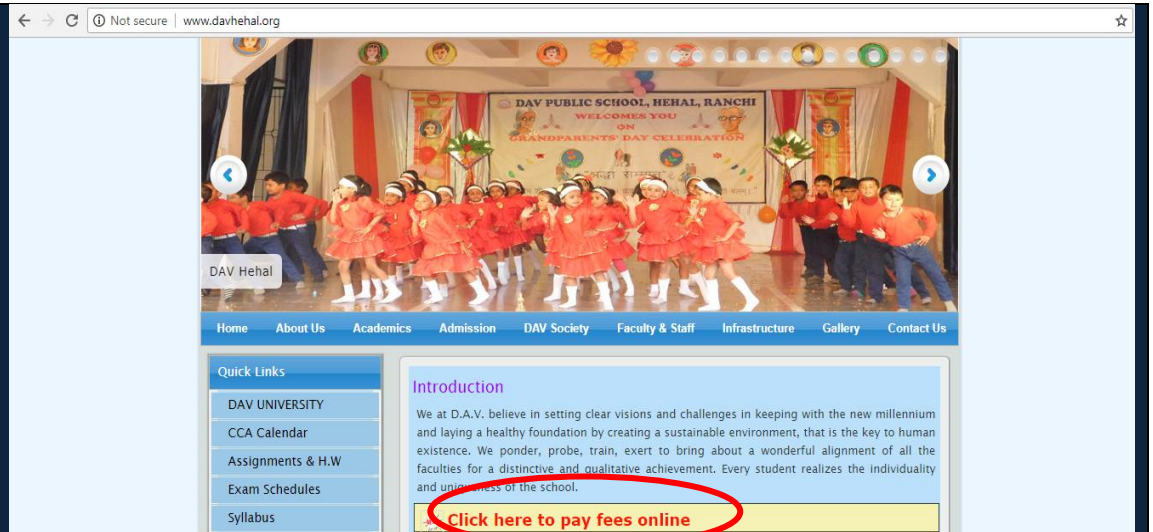 Not secure | www.davhehal.org
DAV PUBLIC SCHOOL, HEHAL, RANCHI
WELCOMES YOU
ON
GRANDPARENTS' DAY CELEBRATION
DAV Hehal
Home About Us Academics Admission DAV Society Faculty & Staff Infrastructure Gallery Contact Us
Quick Links
DAV UNIVERSITY
CCA Calendar
Assignments & H.W
Exam Schedules
Syllabus
Introduction
We at D.A.V. believe in setting clear visions and challenges in keeping with the new millennium
and laying a healthy foundation by creating a sustainable environment, that is the key to human
existence. We ponder, probe, train, exert to bring about a wonderful alignment of all the
faculties for a distinctive and qualitative achievement. Every student realizes the individuality
and uniqueness of the school.
Click here to pay fees online